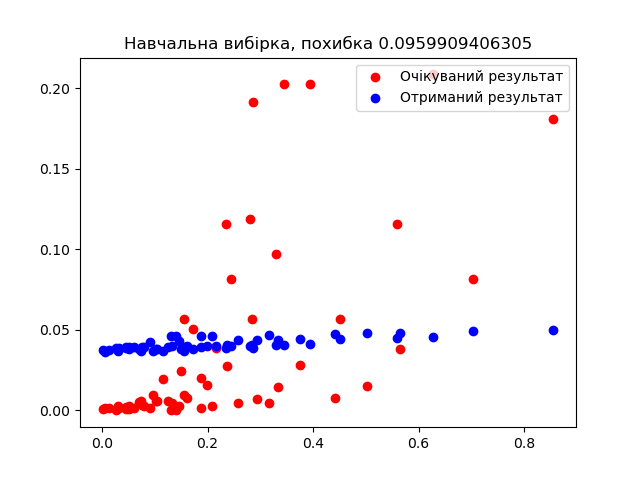 Навчальна вибірка, похибка 0.0959909406305
Очікуваний результат
Отриманий результат
0.20
0.15
0.10
0.05
0.00
0.0 0.2 0.4 0.6 0.8